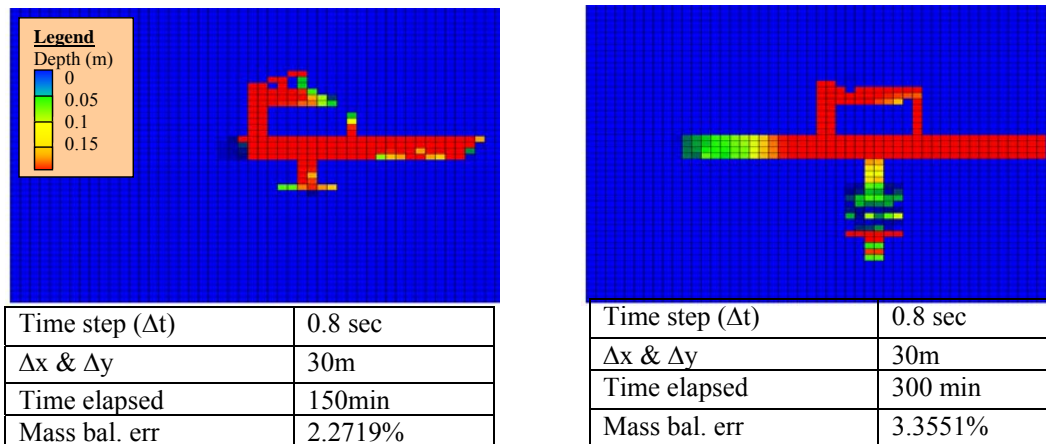 Legend
Depth (m)
0
0.05
0.1
0.15
Time step (Δt) 0.8 sec
Δx & Δy 30m
Time elapsed 150min
Mass bal. err 2.2719%
Time step (Δt) 0.8 sec
Δx & Δy 30m
Time elapsed 300 min
Mass bal. err 3.3551%